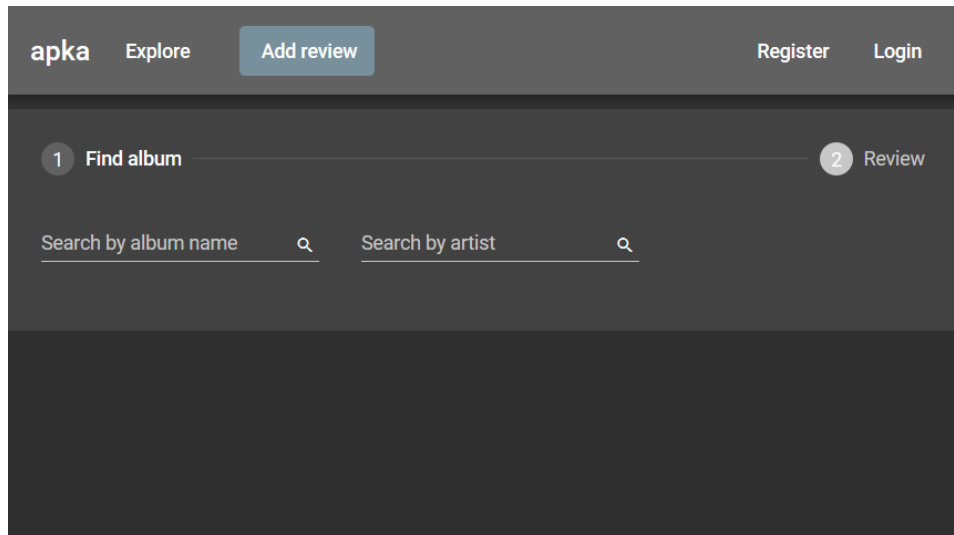 apka Explore Add review Register Login
1 Find album 2 Review
Search by album name Search by artist